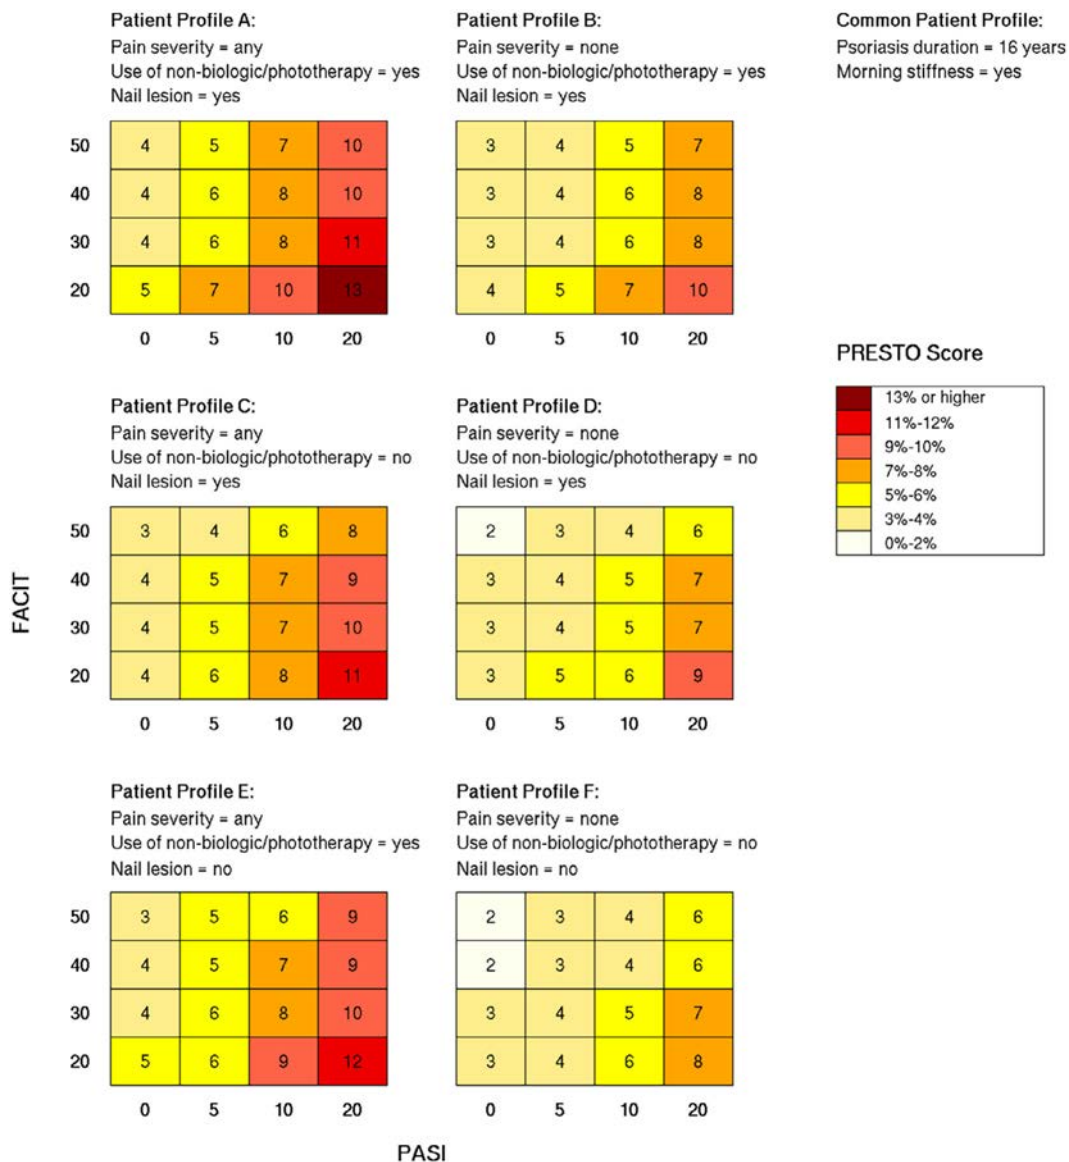 Patient Profile A:
Pain severity = any
Use of non-biologic/phototherapy = yes
Nail lesion = yes
50 4 5 7 10
40 4 6 8 10
30 4 6 8 11
20 5 7 10 13
0 5 10 20
Patient Profile B:
Pain severity = none
Use of non-biologic/phototherapy = yes
Nail lesion = yes
3 4 5 7
3 4 6 8
3 4 6 8
4 5 7 10
0 5 10 20
Common Patient Profile:
Psoriasis duration = 16 years
Morning stiffness = yes
PRESTO Score
13% or higher
11%-12%
9%-10%
7%-8%
5%-6%
3%-4%
0%-2%
Patient Profile C:
Pain severity = any
Use of non-biologic/phototherapy = no
Nail lesion = yes
50 3 4 6 8
40 4 5 7 9
30 4 5 7 10
20 4 6 8 11
0 5 10 20
Patient Profile D:
Pain severity = none
Use of non-biologic/phototherapy = no
Nail lesion = yes
2 3 4 6
3 4 5 7
3 4 5 7
3 5 6 9
0 5 10 20
FACIT
Patient Profile E:
Pain severity = any
Use of non-biologic/phototherapy = yes
Nail lesion = no
50 3 5 6 9
40 4 5 7 9
30 4 6 8 10
20 5 6 9 12
0 5 10 20
Patient Profile F:
Pain severity = none
Use of non-biologic/phototherapy = no
Nail lesion = no
2 3 4 6
2 3 4 6
3 4 5 7
3 4 6 8
0 5 10 20
PASI